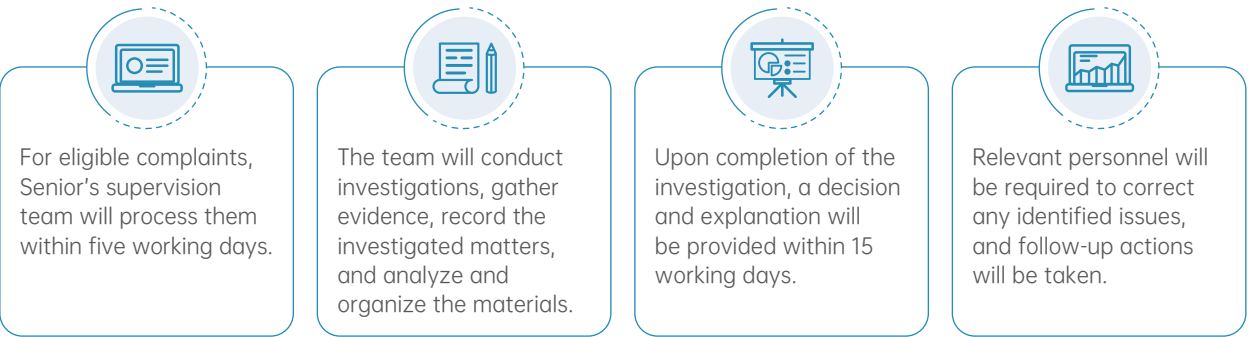 For eligible complaints,
Senior's supervision
team will process them
within five working days.
The team will conduct
investigations, gather
evidence, record the
investigated matters,
and analyze and
organize the materials.
Upon completion of the
investigation, a decision
and explanation will
be provided within 15
working days.
Relevant personnel will
be required to correct
any identified issues,
and follow-up actions
will be taken.